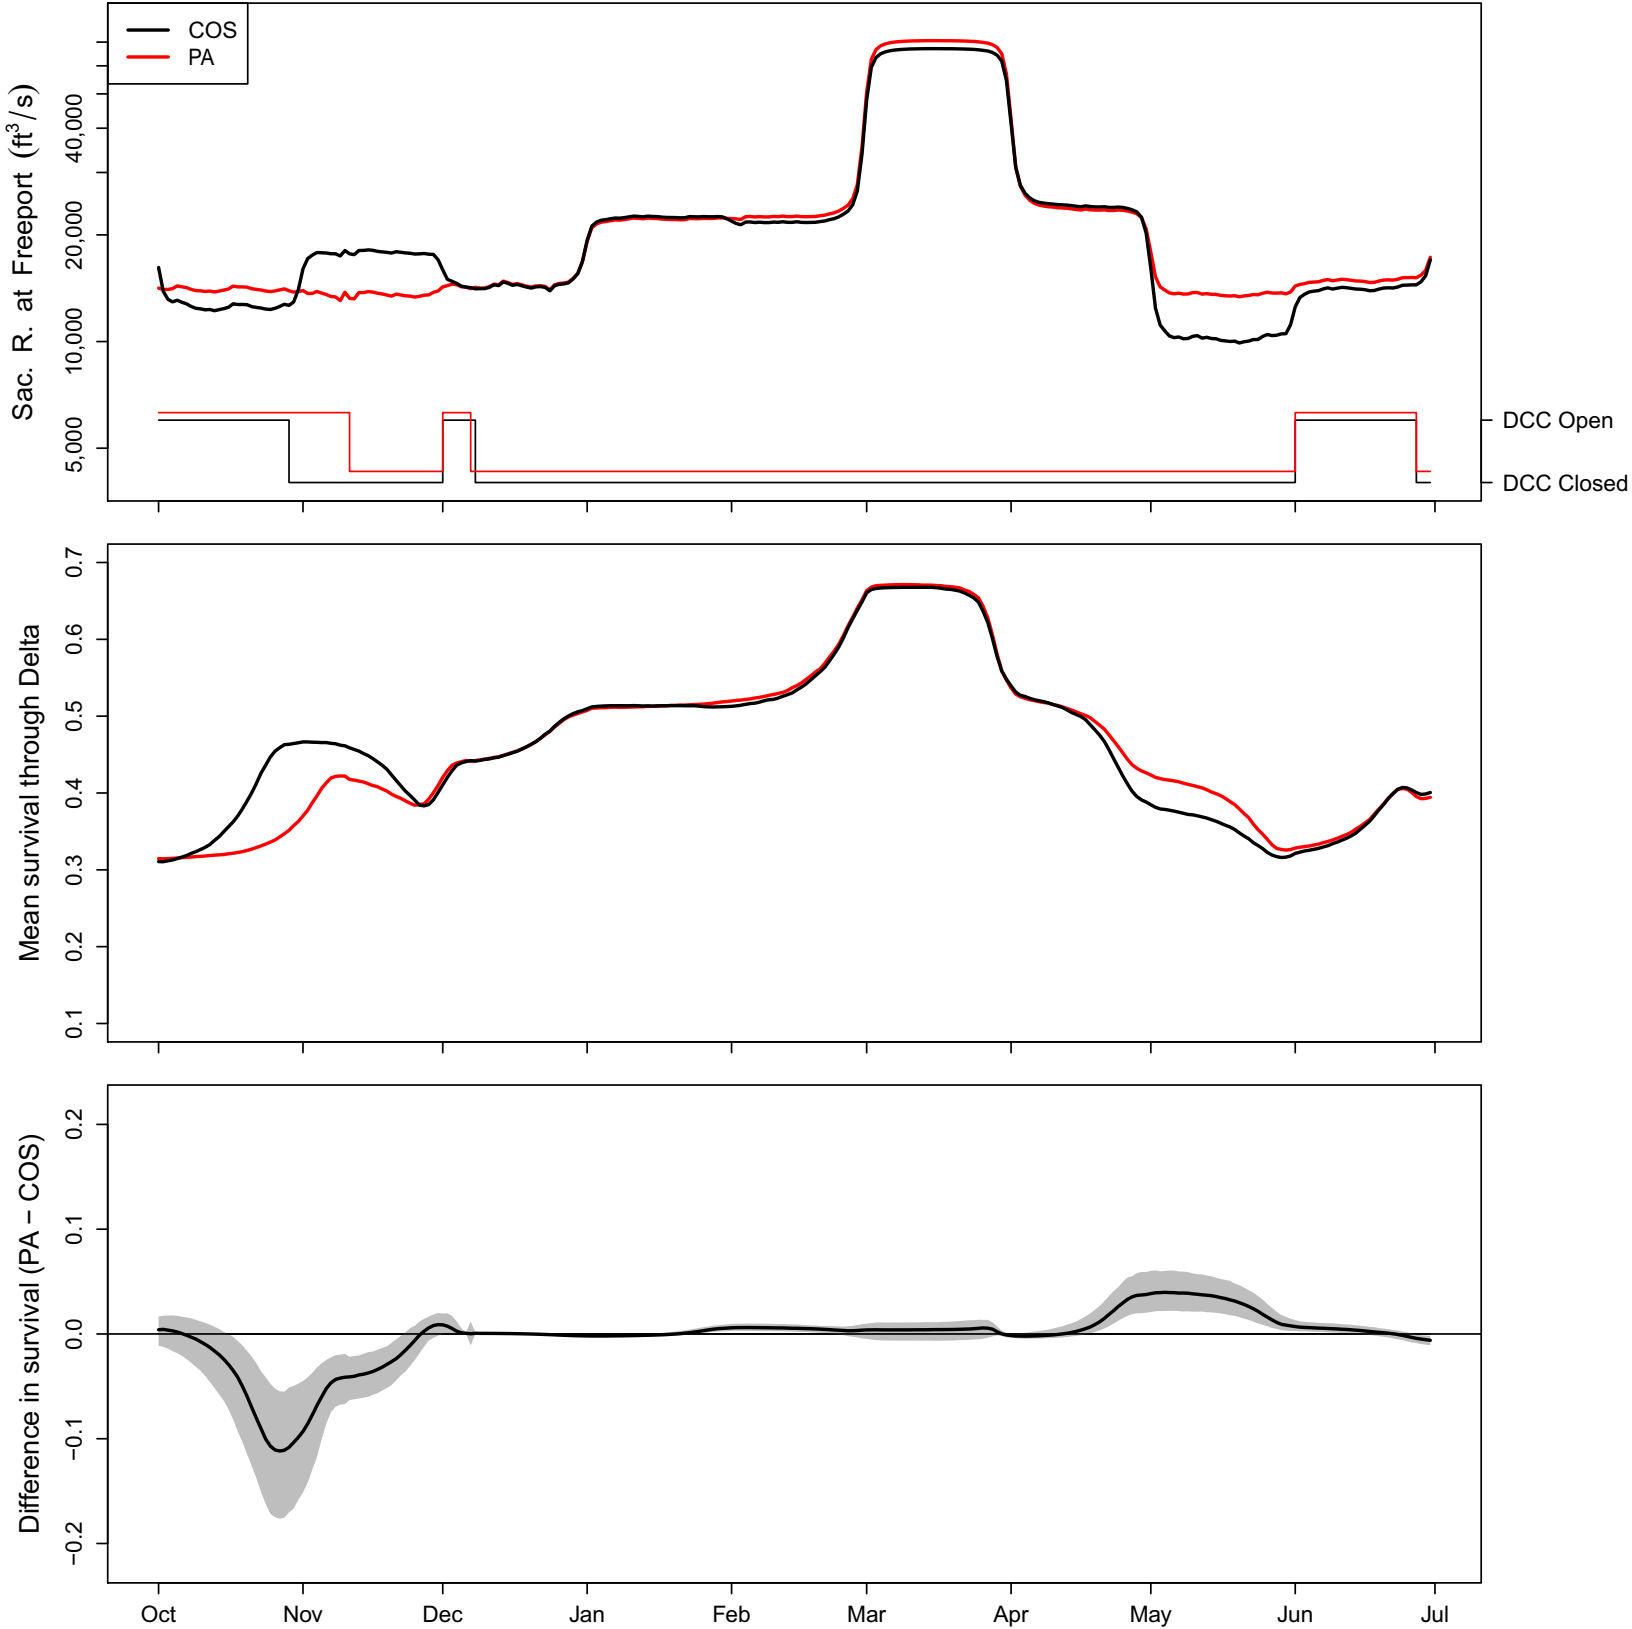 COS
PA
Sac. R. at Freeport (ft³/s)
40,000
20,000
10,000
5,000
DCC Open
DCC Closed
Mean survival through Delta
0.7
0.6
0.5
0.4
0.3
0.2
0.1
Difference in survival (PA − COS)
0.2
0.1
0.0
−0.1
−0.2
Oct Nov Dec Jan Feb Mar Apr May Jun Jul